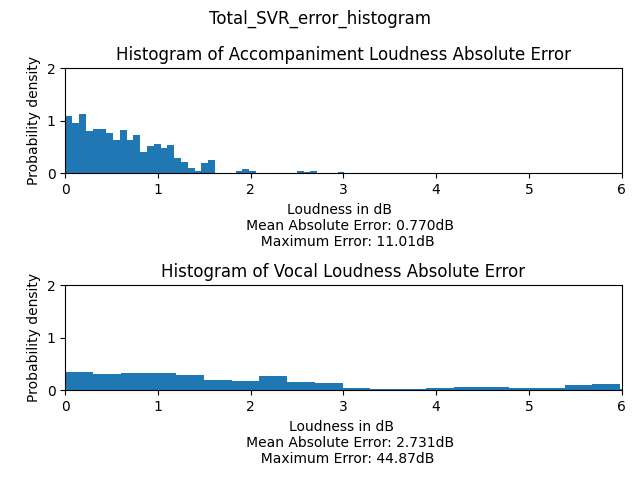 Total_SVR_error_histogram
Histogram of Accompaniment Loudness Absolute Error
Probability density
2
1
0
0 1 2 3 4 5 6
Loudness in dB
Mean Absolute Error: 0.770dB
Maximum Error: 11.01dB
Histogram of Vocal Loudness Absolute Error
Probability density
2
1
0
0 1 2 3 4 5 6
Loudness in dB
Mean Absolute Error: 2.731dB
Maximum Error: 44.87dB